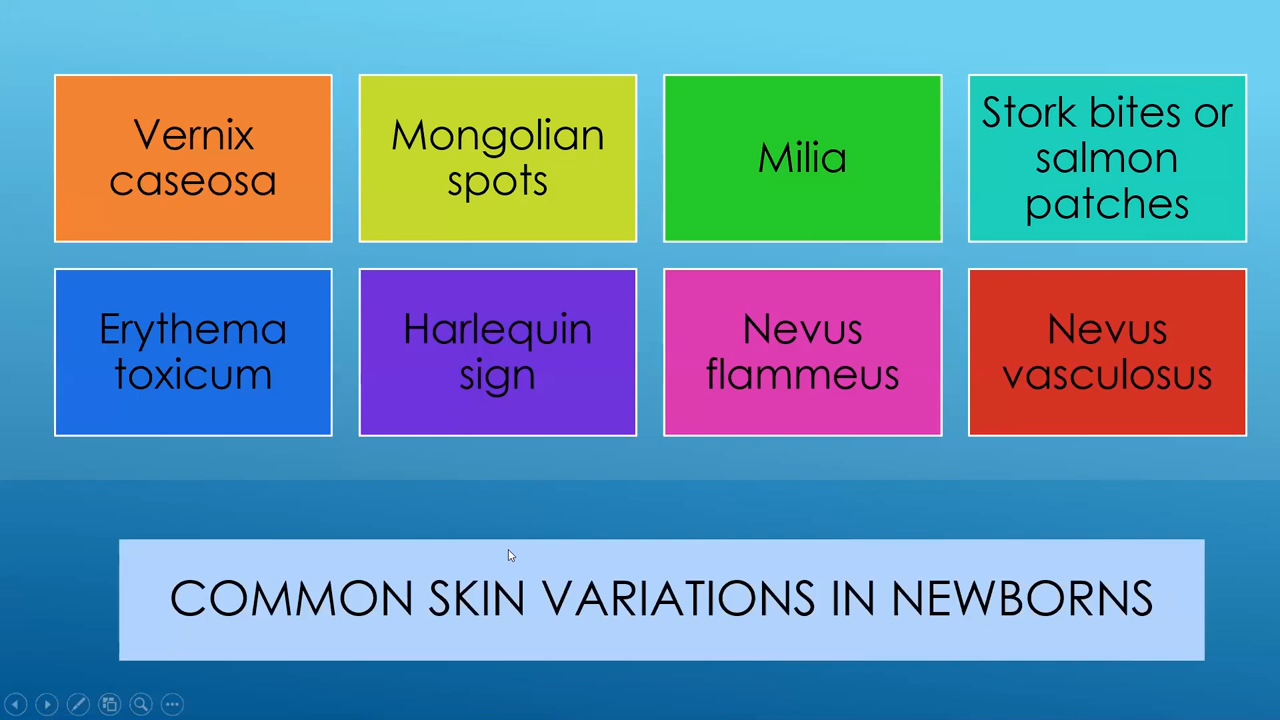 Vernix
caseosa
Mongolian
spots
Milia
Stork bites or
salmon
patches
Erythema
toxicum
Harlequin
sign
Nevus
flammeus
Nevus
vasculosus
COMMON SKIN VARIATIONS IN NEWBORNS